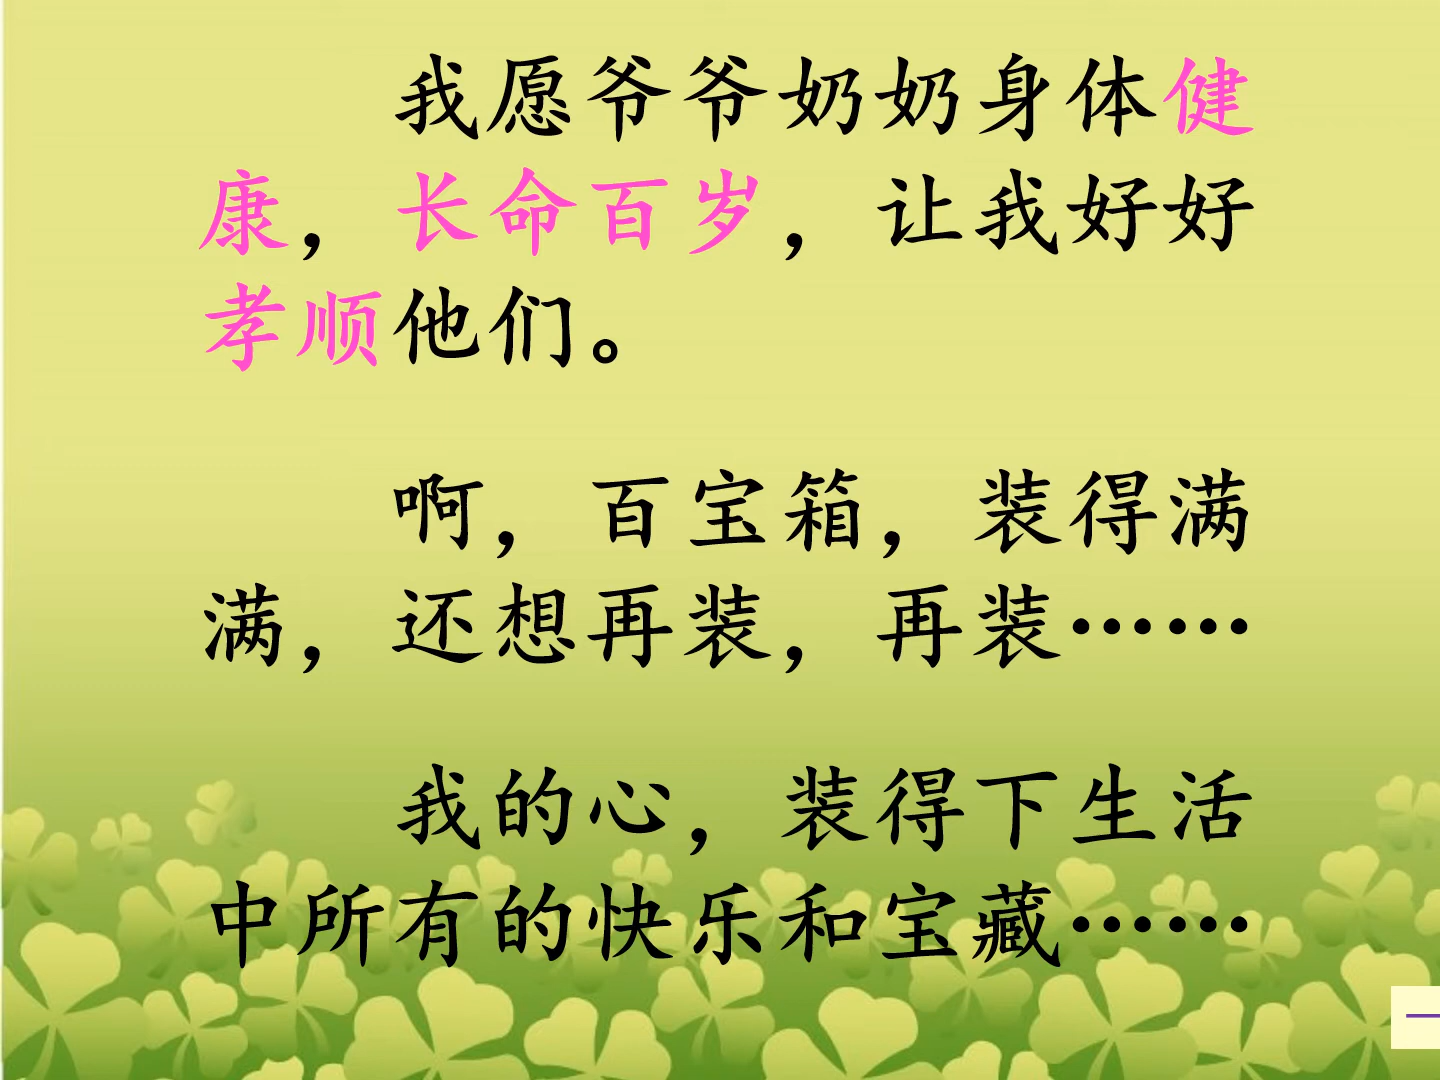 我愿爷爷奶奶身体健
康，长命百岁，让我好好
孝顺他们。
啊，百宝箱，装得满
满，还想再装，再装……
我的心，装得下生活
中所有的快乐和宝藏……
一